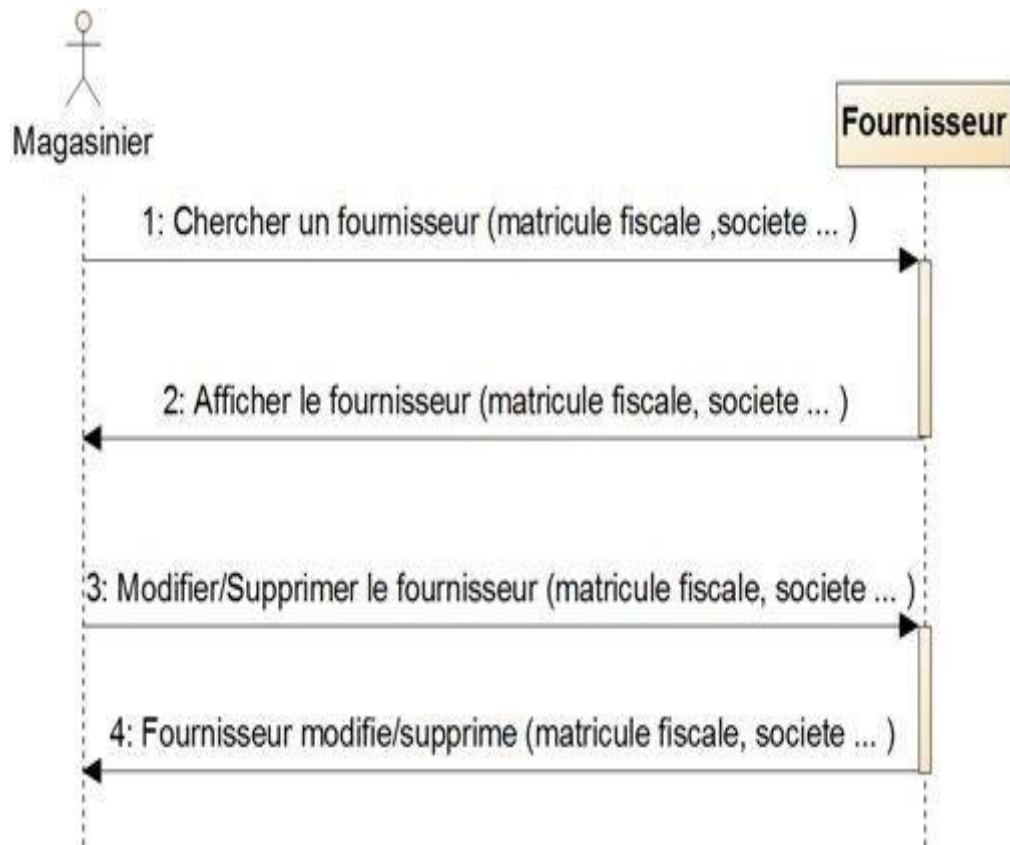 Magasinier
Fournisseur
1: Chercher un fournisseur (matricule fiscale ,societe ... )
2: Afficher le fournisseur (matricule fiscale, societe ... )
3: Modifier/Supprimer le fournisseur (matricule fiscale, societe ... )
4: Fournisseur modifie/supprime (matricule fiscale, societe ... )